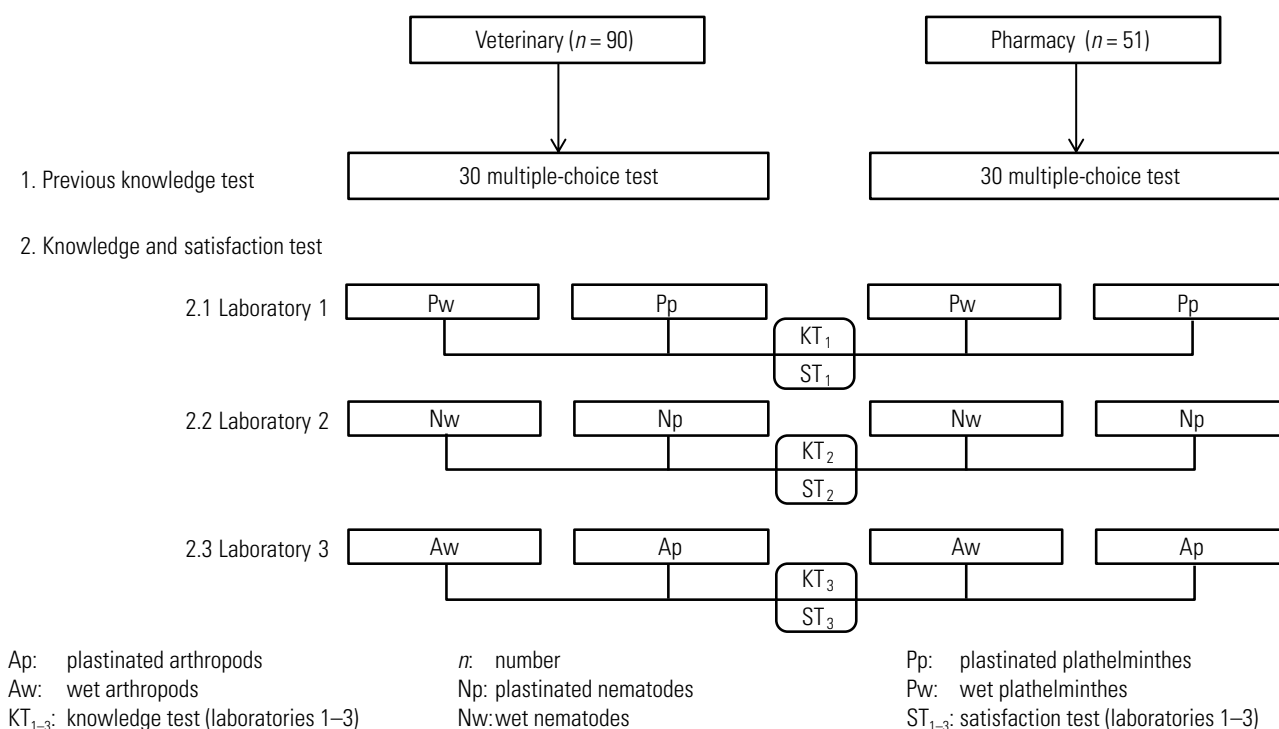 Veterinary (n = 90) Pharmacy (n = 51)
1. Previous knowledge test 30 multiple-choice test 30 multiple-choice test
2. Knowledge and satisfaction test
2.1 Laboratory 1 Pw Pp Pw Pp
KT1
ST1
2.2 Laboratory 2 Nw Np Nw Np
KT2
ST2
2.3 Laboratory 3 Aw Ap Aw Ap
KT3
ST3
Ap: plastinated arthropods
Aw: wet arthropods
KT1–3: knowledge test (laboratories 1–3)
n: number
Np: plastinated nematodes
Nw: wet nematodes
Pp: plastinated plathelminthes
Pw: wet plathelminthes
ST1–3: satisfaction test (laboratories 1–3)